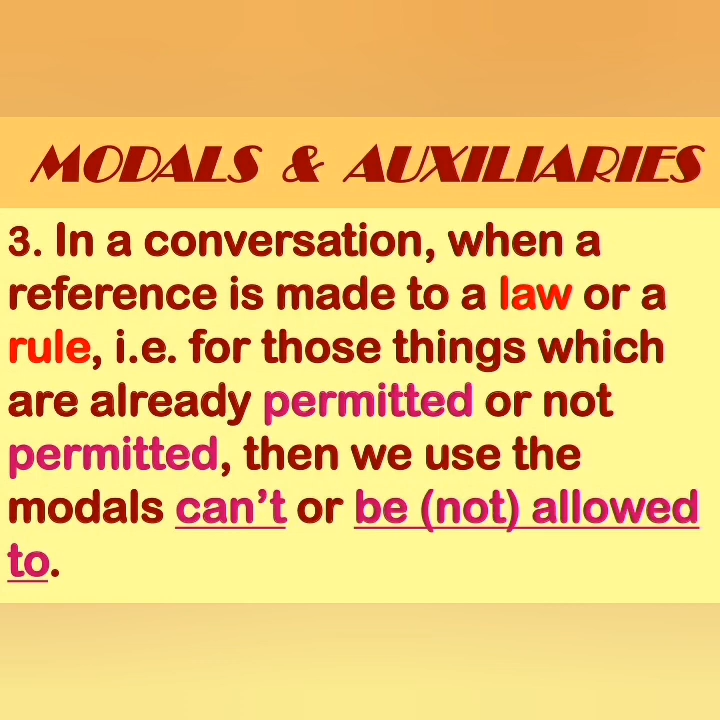 MODALS & AUXILIARIES
3. In a conversation, when a
reference is made to a law or a
rule, i.e. for those things which
are already permitted or not
permitted, then we use the
modals can’t or be (not) allowed
to.